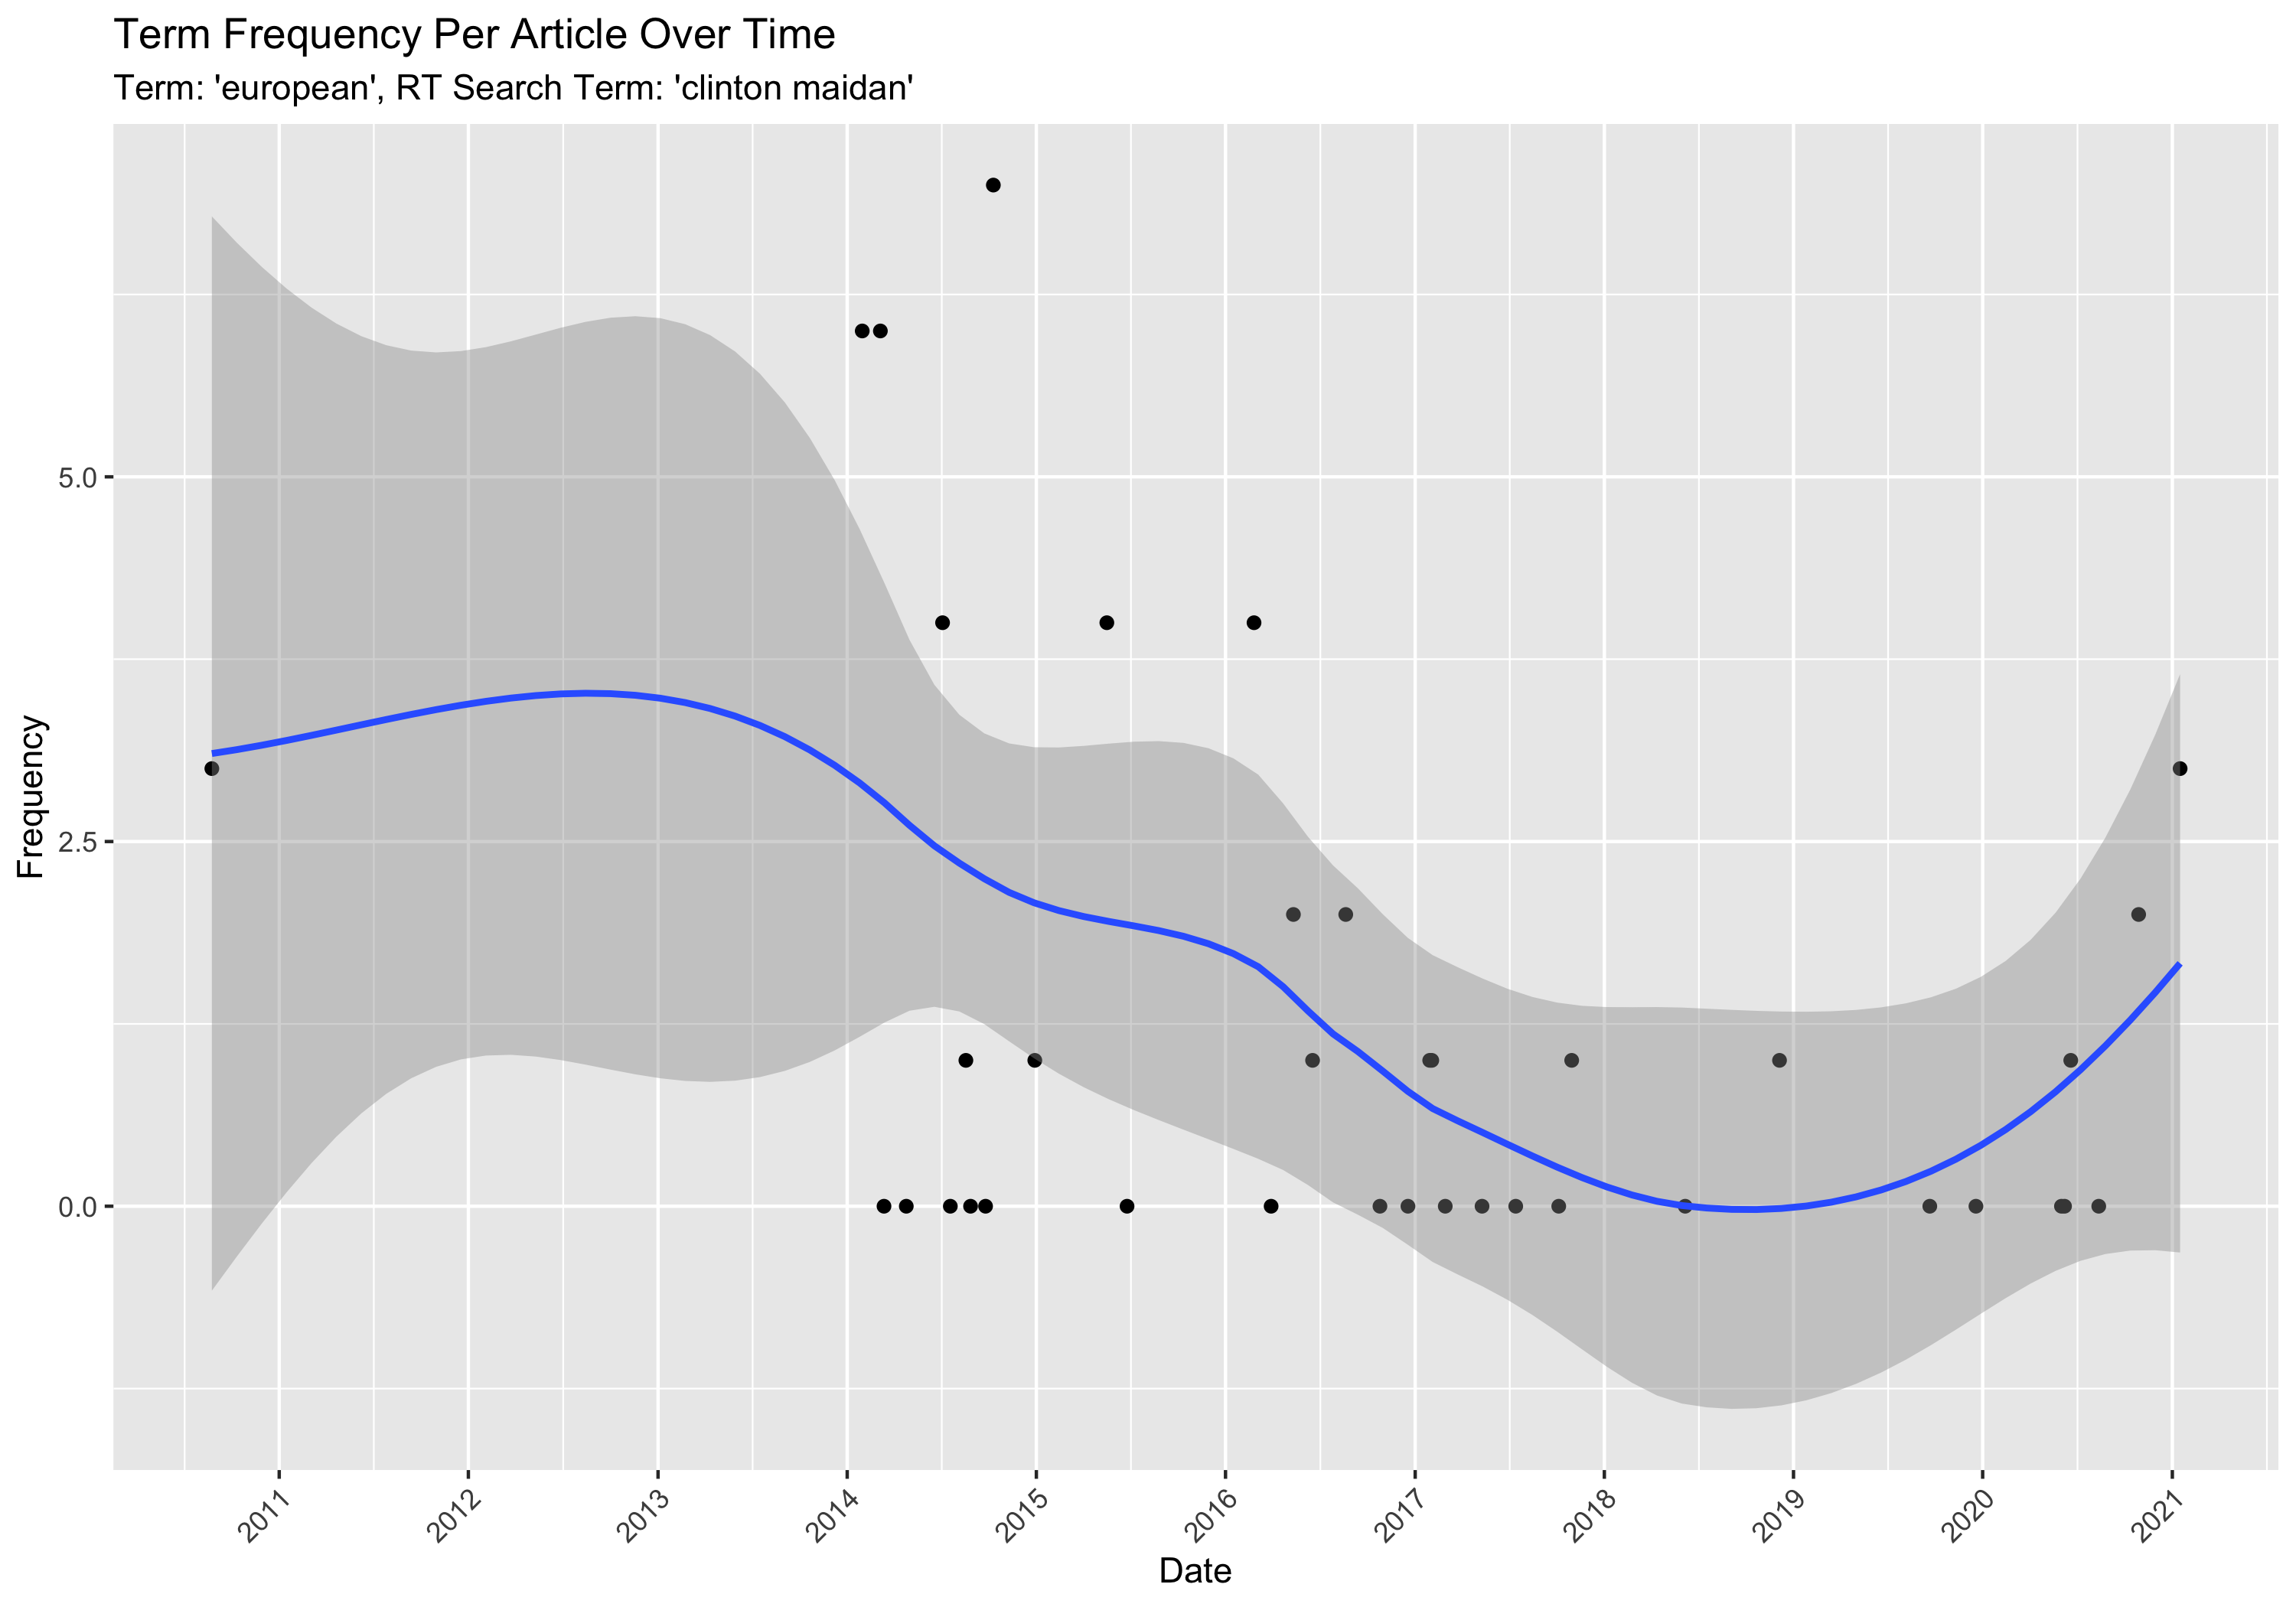 Term Frequency Per Article Over Time
Term: 'european', RT Search Term: 'clinton maidan'
Frequency
5.0
2.5
0.0
2011 2012 2013 2014 2015 2016 2017 2018 2019 2020 2021
Date